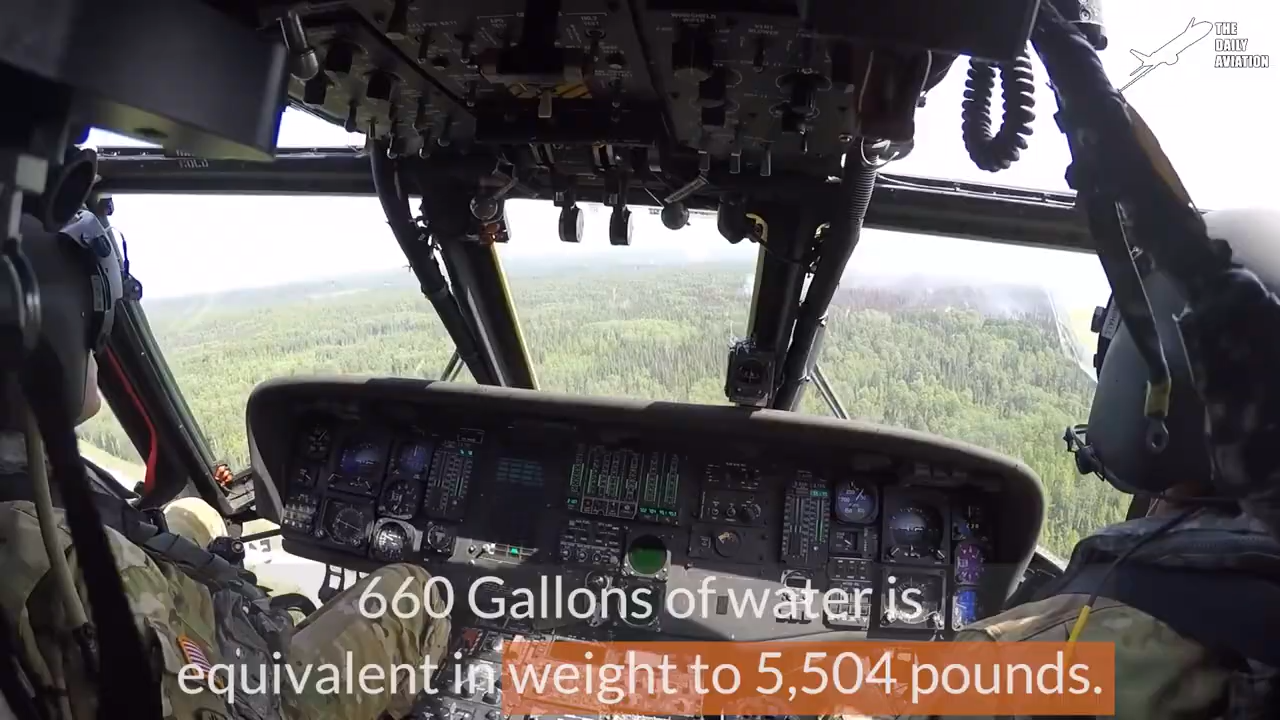 THE
DAILY
AVIATION
660 Gallons of water is
equivalent in weight to 5,504 pounds.